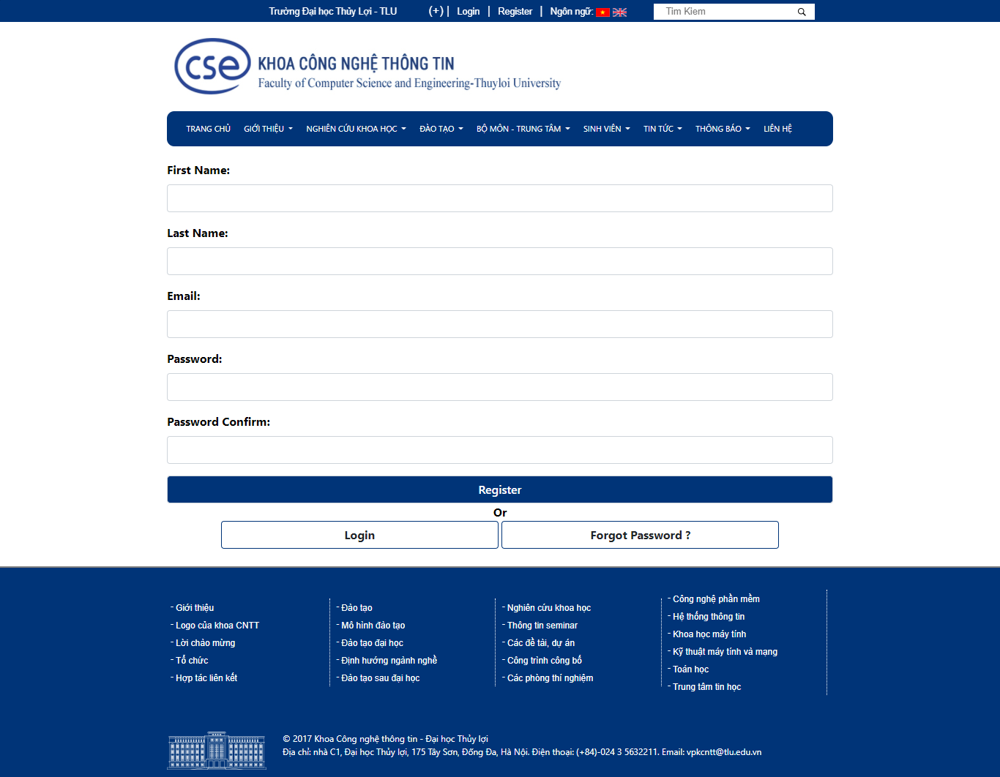 Trường Đại học Thủy Lợi - TLU (+) | Login | Register | Ngôn ngữ: Tim Kiem
cse KHOA CÔNG NGHỆ THÔNG TIN
Faculty of Computer Science and Engineering-Thuyloi University
TRANG CHỦ GIỚI THIỆU NGHIÊN CỨU KHOA HỌC ĐÀO TẠO BỘ MÔN - TRUNG TÂM SINH VIÊN TIN TỨC THÔNG BÁO LIÊN HỆ
First Name:
Last Name:
Email:
Password:
Password Confirm:
Register
Or
Login Forgot Password ?
- Giới thiệu
- Logo của khoa CNTT
- Lời chào mừng
- Tổ chức
- Hợp tác liên kết
- Đào tạo
- Mô hình đào tạo
- Đào tạo đại học
- Định hướng ngành nghề
- Đào tạo sau đại học
- Nghiên cứu khoa học
- Thông tin seminar
- Các đề tài, dự án
- Công trình công bố
- Các phòng thí nghiệm
- Công nghệ phần mềm
- Hệ thống thông tin
- Khoa học máy tính
- Kỹ thuật máy tính và mạng
- Toán học
- Trung tâm tin học
© 2017 Khoa Công nghệ thông tin - Đại học Thủy lợi
Địa chỉ: nhà C1, Đại học Thủy lợi, 175 Tây Sơn, Đống Đa, Hà Nội. Điện thoại: (+84)-024 3 5632211. Email: vpkcntt@tlu.edu.vn